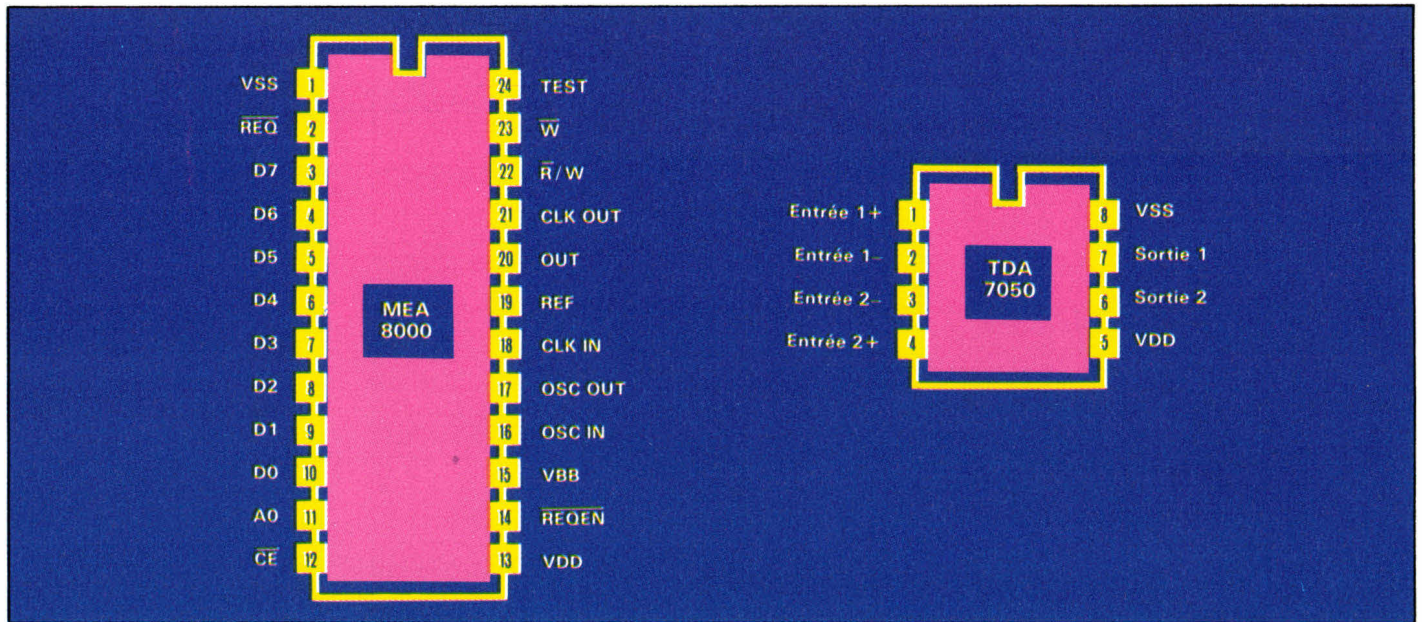 VSS 1
R̅E̅Q̅ 2
D7 3
D6 4
D5 5
D4 6
D3 7
D2 8
D1 9
D0 10
A0 11
C̅E̅ 12
MEA
8000
24 TEST
23 W̅
22 R̅/W
21 CLK OUT
20 OUT
19 REF
18 CLK IN
17 OSC OUT
16 OSC IN
15 VBB
14 R̅E̅Q̅E̅N̅
13 VDD
Entrée 1+ 1
Entrée 1– 2
Entrée 2– 3
Entrée 2+ 4
TDA
7050
8 VSS
7 Sortie 1
6 Sortie 2
5 VDD